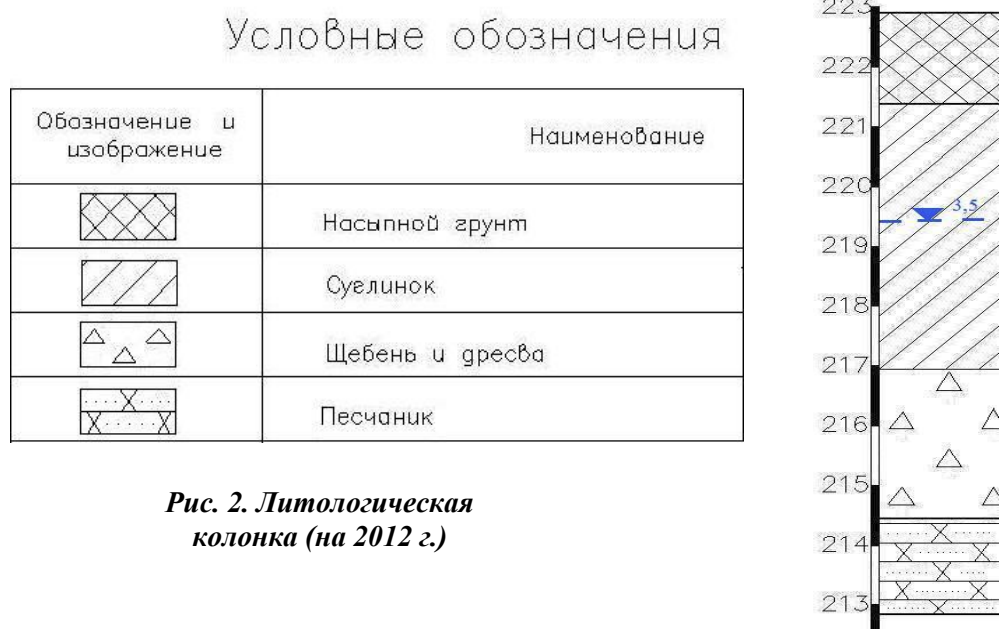 Условные обозначения
Обозначение и
изображение
Наименование
Насыпной грунт
Суглинок
Щебень и дресва
Песчаник
Рис. 2. Литологическая
колонка (на 2012 г.)
223
222
221
220
3,5
219
218
217
216
215
214
213